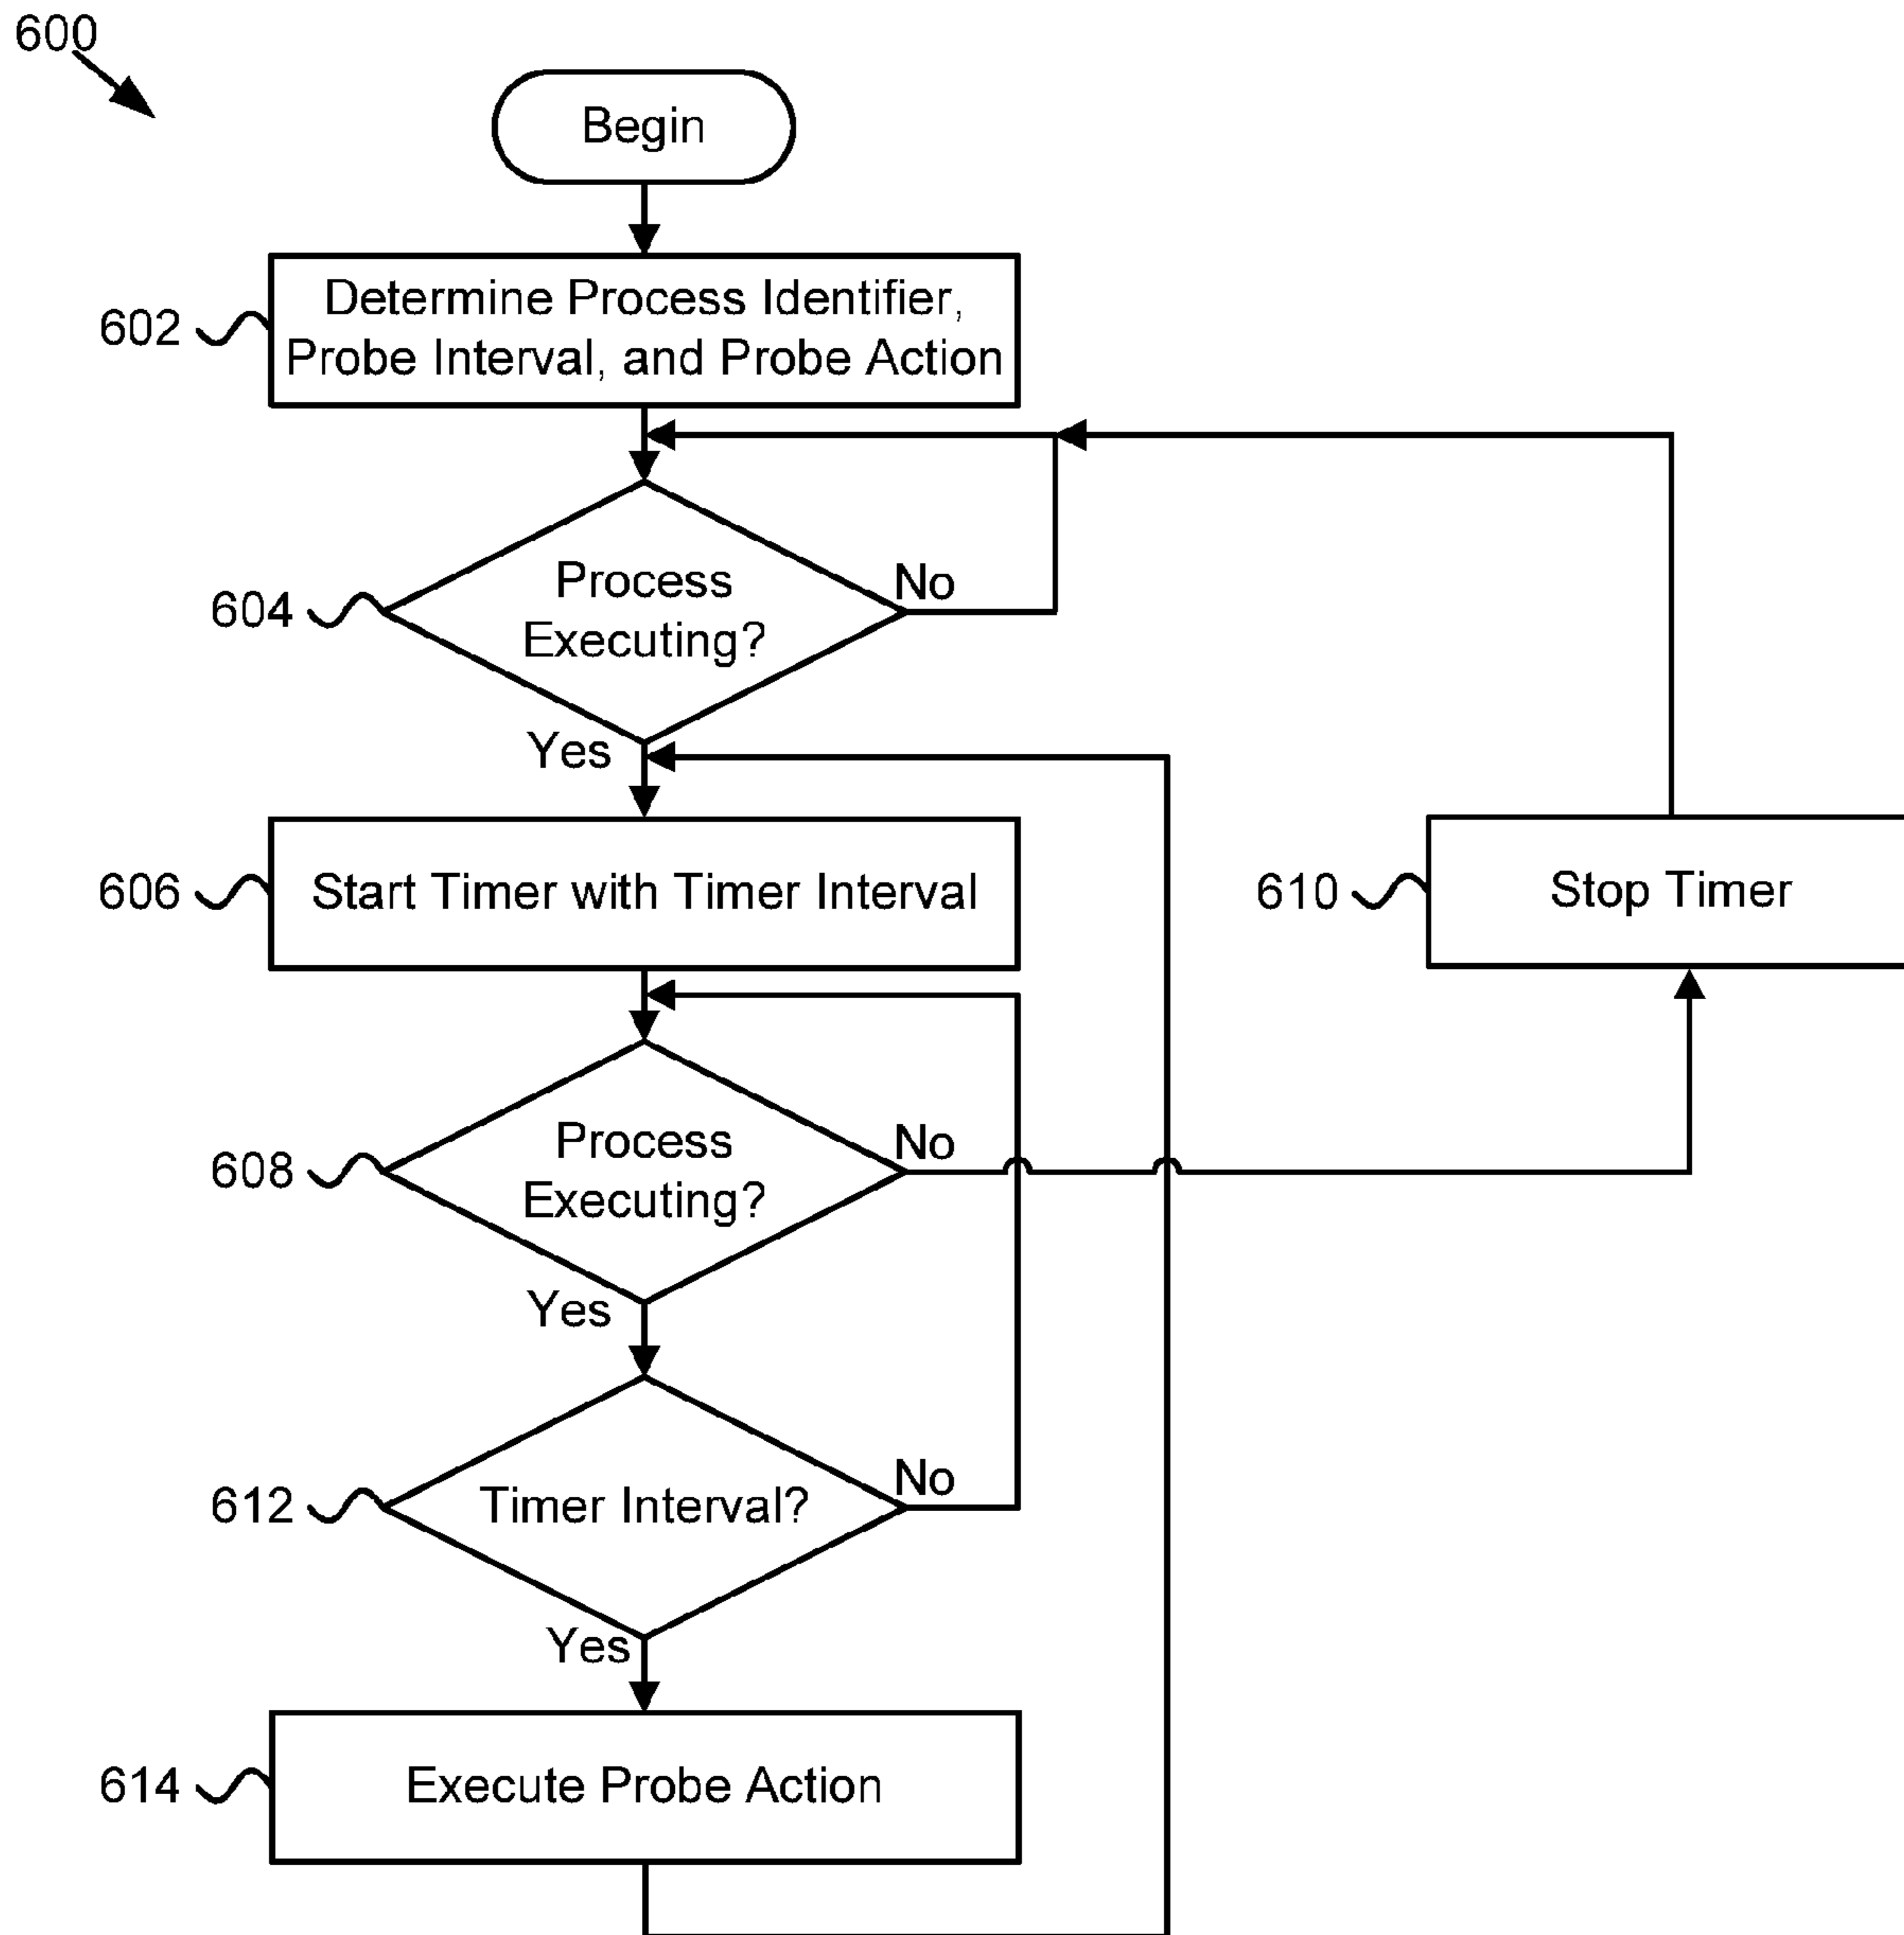 600
Begin
602
Determine Process Identifier,
Probe Interval, and Probe Action
604
Process
Executing?
No
Yes
606
Start Timer with Timer Interval
610
Stop Timer
608
Process
Executing?
No
Yes
612
Timer Interval?
No
Yes
614
Execute Probe Action